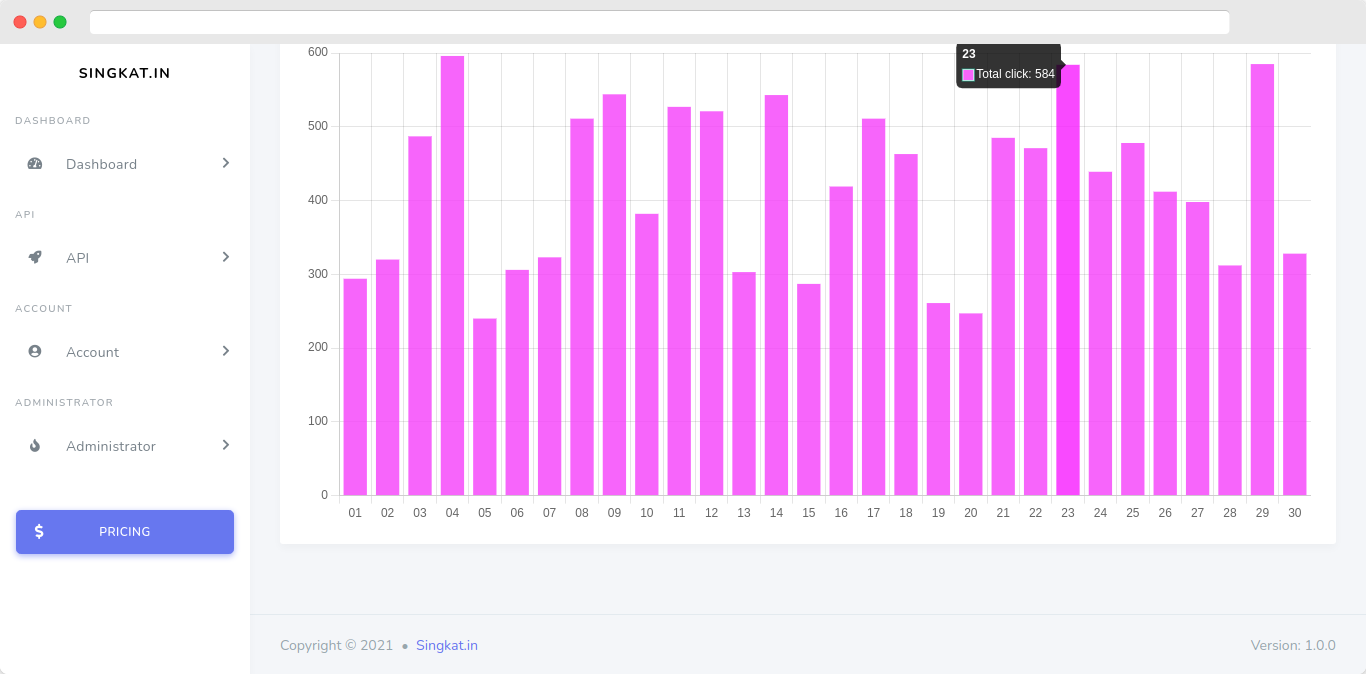 SINGKAT.IN
DASHBOARD
Dashboard
API
API
ACCOUNT
Account
ADMINISTRATOR
Administrator
$ PRICING
600
500
400
300
200
100
0
23
Total click: 584
01 02 03 04 05 06 07 08 09 10 11 12 13 14 15 16 17 18 19 20 21 22 23 24 25 26 27 28 29 30
Copyright © 2021 • Singkat.in
Version: 1.0.0